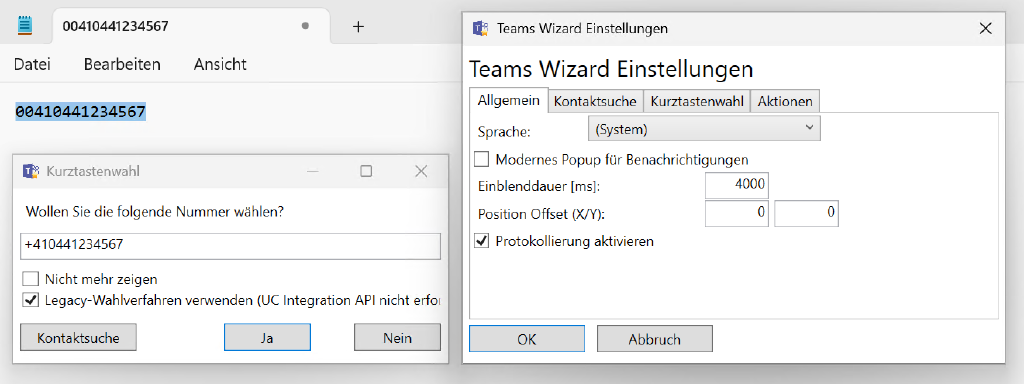 00410441234567
Datei Bearbeiten Ansicht
00410441234567
Kurztastenwahl
Wollen Sie die folgende Nummer wählen?
+410441234567
Nicht mehr zeigen
Legacy-Wahlverfahren verwenden (UC Integration API nicht erfo
Kontaktsuche Ja Nein
Teams Wizard Einstellungen
Teams Wizard Einstellungen
Allgemein Kontaktsuche Kurztastenwahl Aktionen
Sprache: (System)
Modernes Popup für Benachrichtigungen
Einblenddauer [ms]: 4000
Position Offset (X/Y): 0 0
Protokollierung aktivieren
OK Abbruch